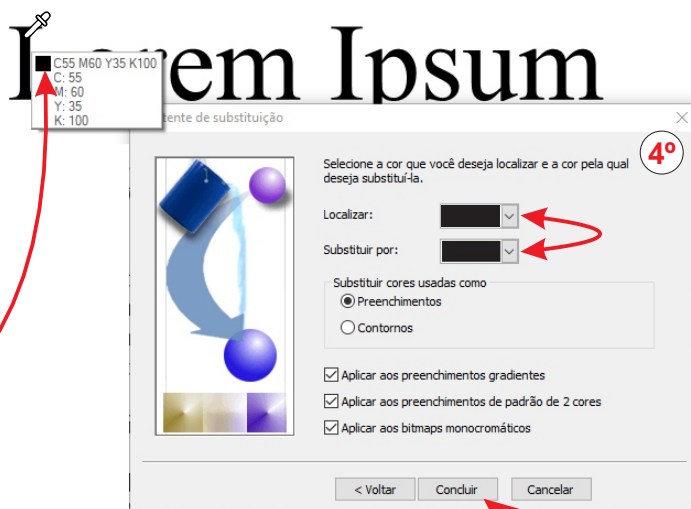 Lorem Ipsum
C55 M60 Y35 K100
C: 55
M: 60
Y: 35
K: 100
tente de substituição
4º
Selecione a cor que você deseja localizar e a cor pela qual
deseja substituí-la.
Localizar:
Substituir por:
Substituir cores usadas como
Preenchimentos
Contornos
Aplicar aos preenchimentos gradientes
Aplicar aos preenchimentos de padrão de 2 cores
Aplicar aos bitmaps monocromáticos
< Voltar
Concluir
Cancelar